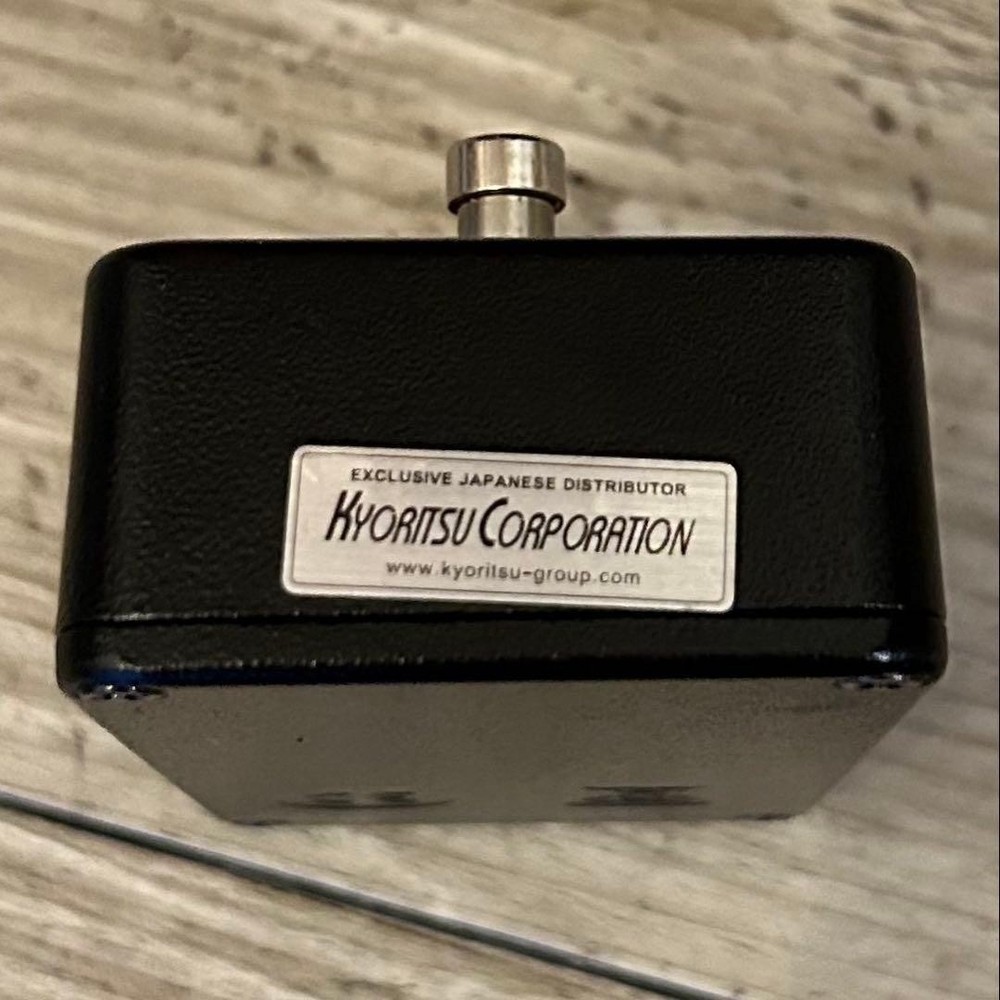 EXCLUSIVE JAPANESE DISTRIBUTOR
KYORITSU CORPORATION
www.kyoritsu-group.com